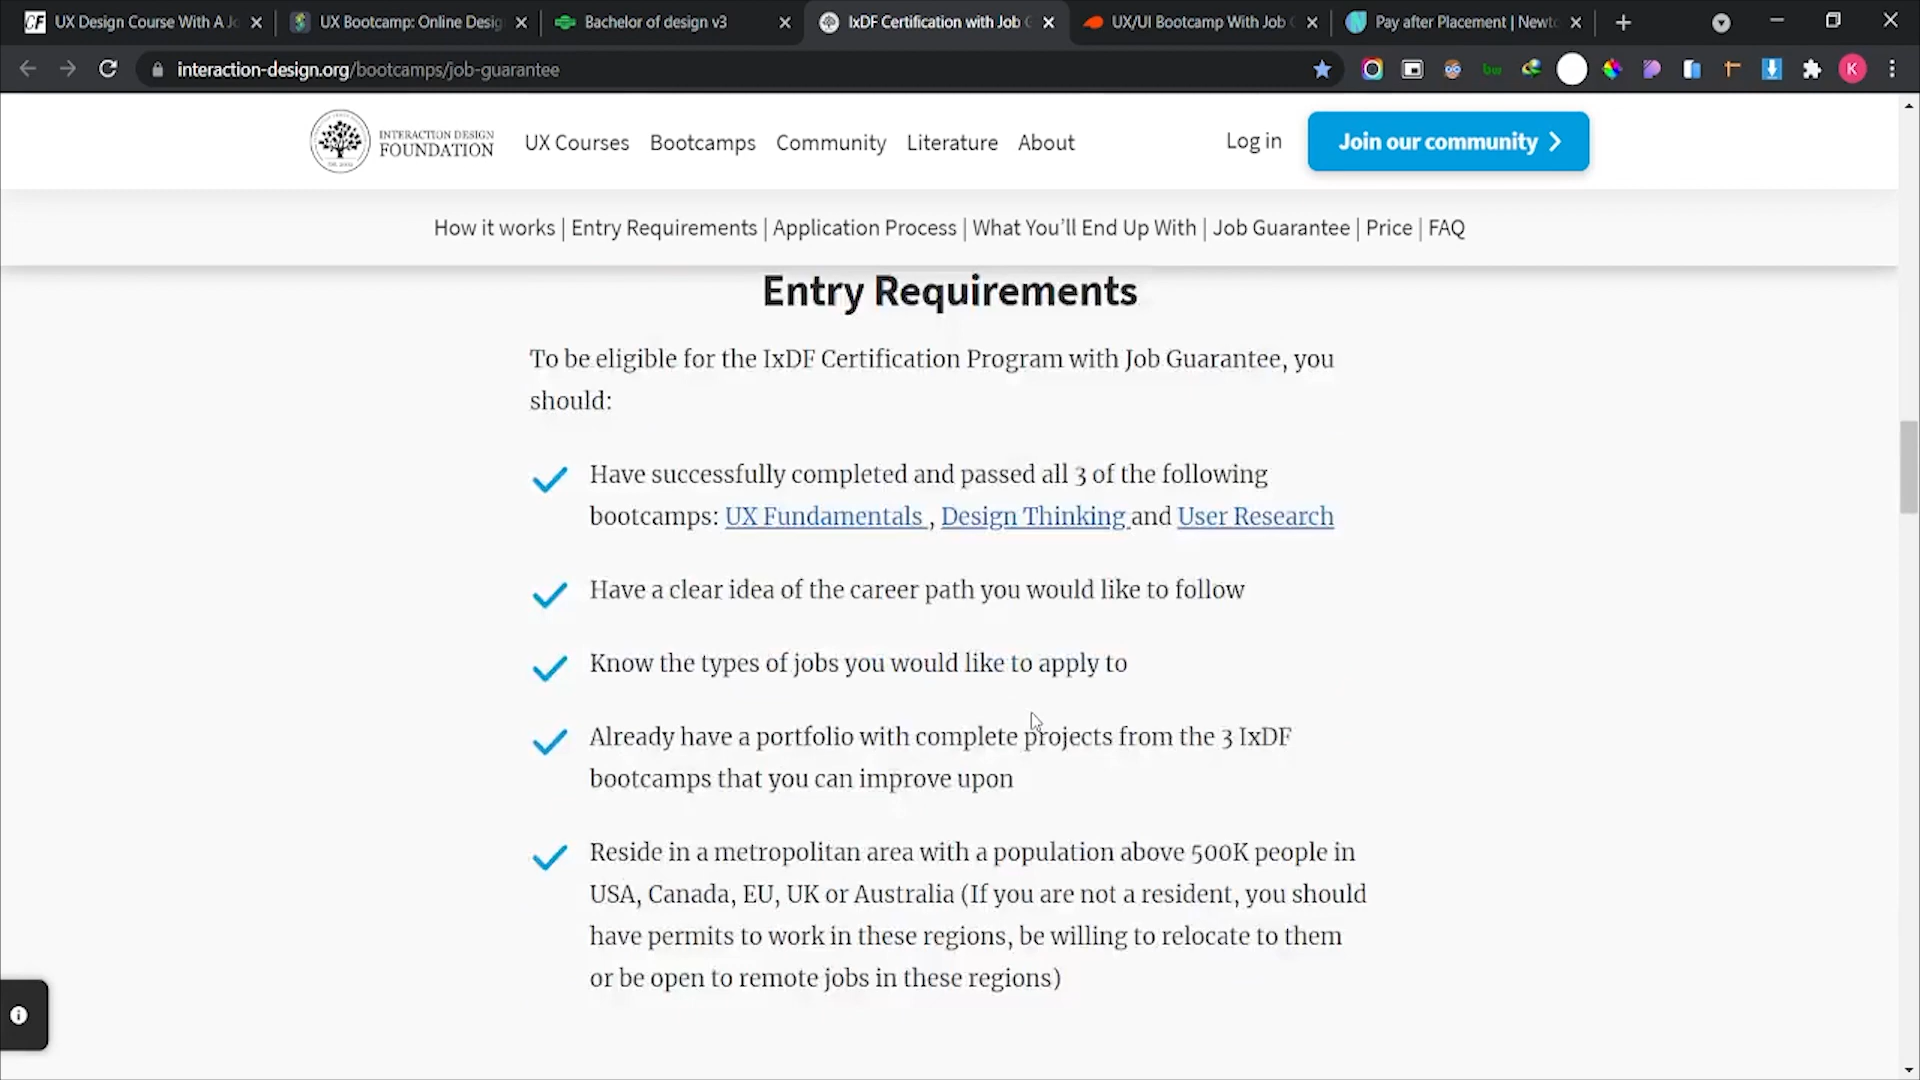 UX Design Course With A Jo
UX Bootcamp: Online Desig
Bachelor of design v3
IxDF Certification with Job G
UX/UI Bootcamp With Job G
Pay after Placement | Newto
interaction-design.org/bootcamps/job-guarantee
K
INTERACTION DESIGN
FOUNDATION
UX Courses Bootcamps Community Literature About
Log in
Join our community
How it works | Entry Requirements | Application Process | What You'll End Up With | Job Guarantee | Price | FAQ
Entry Requirements
To be eligible for the IxDF Certification Program with Job Guarantee, you
should:
Have successfully completed and passed all 3 of the following
bootcamps: UX Fundamentals , Design Thinking and User Research
Have a clear idea of the career path you would like to follow
Know the types of jobs you would like to apply to
Already have a portfolio with complete projects from the 3 IxDF
bootcamps that you can improve upon
Reside in a metropolitan area with a population above 500K people in
USA, Canada, EU, UK or Australia (If you are not a resident, you should
have permits to work in these regions, be willing to relocate to them
or be open to remote jobs in these regions)